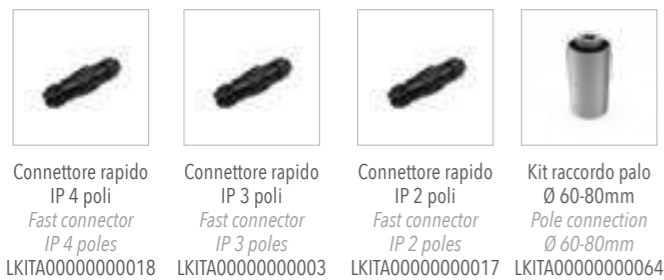 Connettore rapido
IP 4 poli
Fast connector
IP 4 poles
LKITA00000000018
Connettore rapido
IP 3 poli
Fast connector
IP 3 poles
LKITA00000000003
Connettore rapido
IP 2 poli
Fast connector
IP 2 poles
LKITA00000000017
Kit raccordo palo
Ø 60-80mm
Pole connection
Ø 60-80mm
LKITA00000000064